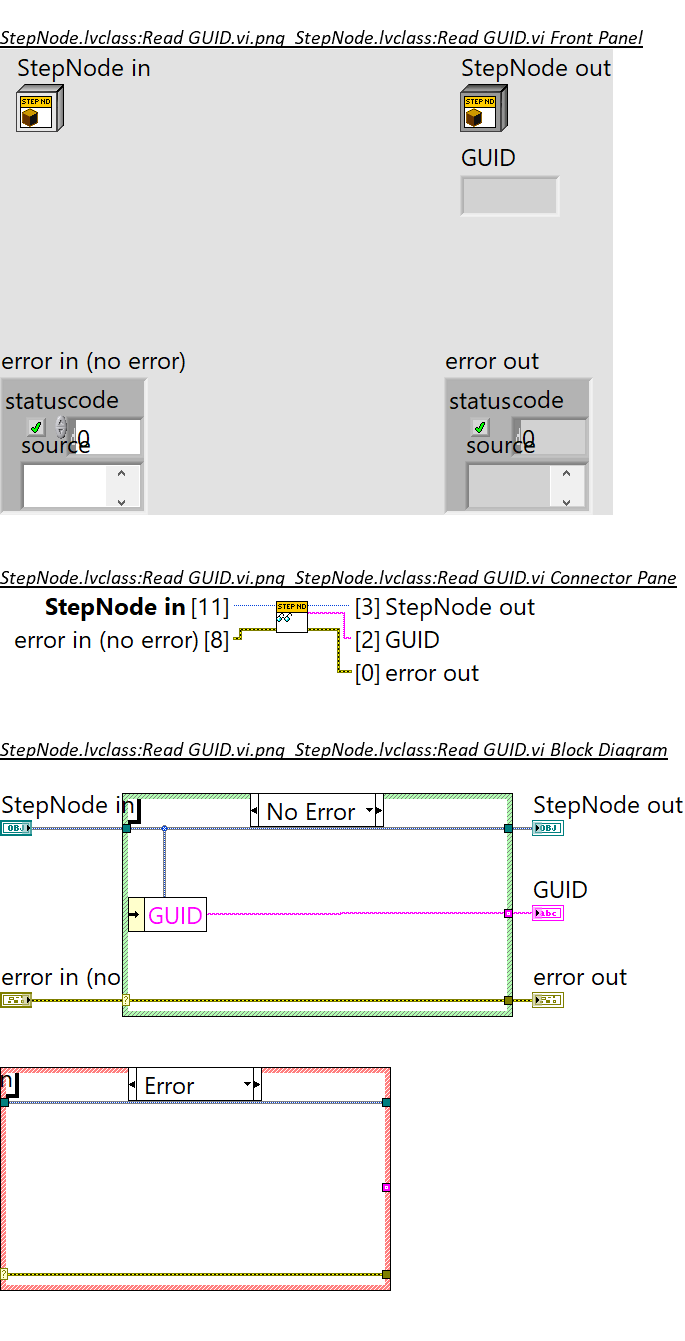 StepNode.lvclass:Read GUID.vi.png StepNode.lvclass:Read GUID.vi Front Panel
StepNode in
StepNode out
STEP ND
STEP ND
GUID
error in (no error)
error out
status code
status code
0
0
source
source
StepNode.lvclass:Read GUID.vi.png StepNode.lvclass:Read GUID.vi Connector Pane
StepNode in [11]
STEP ND
[3] StepNode out
error in (no error) [8]
[2] GUID
[0] error out
StepNode.lvclass:Read GUID.vi.png StepNode.lvclass:Read GUID.vi Block Diagram
StepNode in
No Error
StepNode out
OBJ
OBJ
GUID
GUID
abc
error in (no
error out
?
n
Error
?